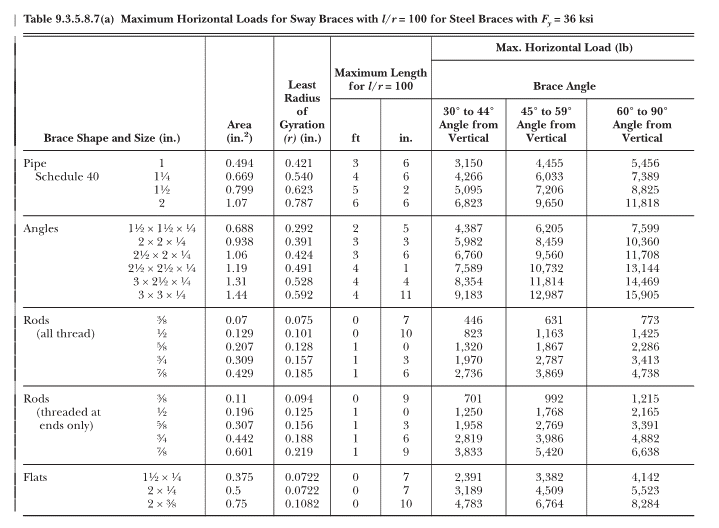 Table 9.3.5.8.7(a) Maximum Horizontal Loads for Sway Braces with l/r = 100 for Steel Braces with Fy = 36 ksi
Max. Horizontal Load (lb)
Maximum Length for l/r = 100
Brace Angle
Brace Shape and Size (in.) Area (in.²) Least Radius of Gyration (r) (in.) ft in. 30° to 44° Angle from Vertical 45° to 59° Angle from Vertical 60° to 90° Angle from Vertical
Pipe 1 0.494 0.421 3 6 3,150 4,455 5,456
Schedule 40 1¼ 0.669 0.540 4 6 4,266 6,033 7,389
1½ 0.799 0.623 5 2 5,095 7,206 8,825
2 1.07 0.787 6 6 6,823 9,650 11,818
Angles 1½ × 1½ × ¼ 0.688 0.292 2 5 4,387 6,205 7,599
2 × 2 × ¼ 0.938 0.391 3 3 5,982 8,459 10,360
2½ × 2 × ¼ 1.06 0.424 3 6 6,760 9,560 11,708
2½ × 2½ × ¼ 1.19 0.491 4 1 7,589 10,732 13,144
3 × 2½ × ¼ 1.31 0.528 4 4 8,354 11,814 14,469
3 × 3 × ¼ 1.44 0.592 4 11 9,183 12,987 15,905
Rods ⅜ 0.07 0.075 0 7 446 631 773
(all thread) ½ 0.129 0.101 0 10 823 1,163 1,425
⅝ 0.207 0.128 1 0 1,320 1,867 2,286
¾ 0.309 0.157 1 3 1,970 2,787 3,413
⅞ 0.429 0.185 1 6 2,736 3,869 4,738
Rods ⅜ 0.11 0.094 0 9 701 992 1,215
(threaded at ½ 0.196 0.125 1 0 1,250 1,768 2,165
ends only) ⅝ 0.307 0.156 1 3 1,958 2,769 3,391
¾ 0.442 0.188 1 6 2,819 3,986 4,882
⅞ 0.601 0.219 1 9 3,833 5,420 6,638
Flats 1½ × ¼ 0.375 0.0722 0 7 2,391 3,382 4,142
2 × ¼ 0.5 0.0722 0 7 3,189 4,509 5,523
2 × ⅜ 0.75 0.1082 0 10 4,783 6,764 8,284